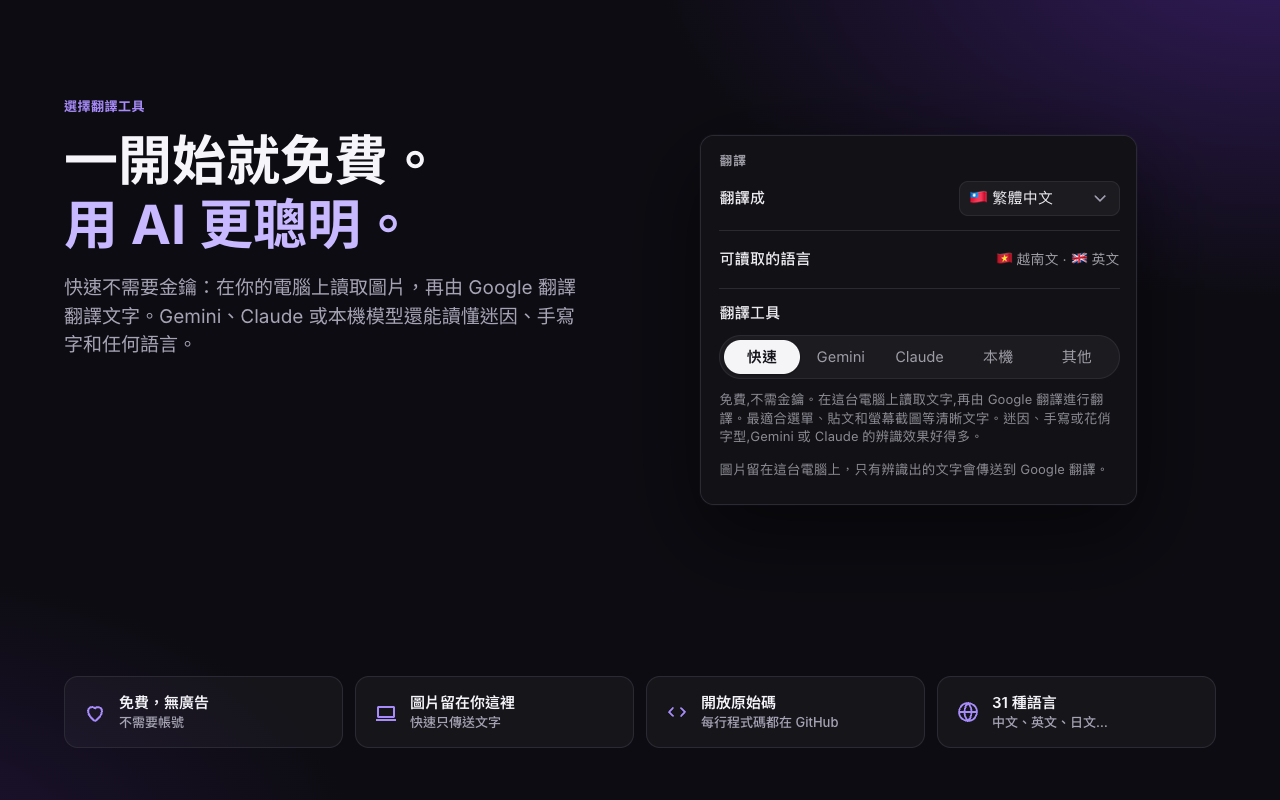 選擇翻譯工具
一開始就免費。
用 AI 更聰明。
快速不需要金鑰：在你的電腦上讀取圖片，再由 Google 翻譯
翻譯文字。Gemini、Claude 或本機模型還能讀懂迷因、手寫
字和任何語言。
翻譯
翻譯成
🇹🇼 繁體中文
可讀取的語言
🇻🇳 越南文 · 🇬🇧 英文
翻譯工具
快速 Gemini Claude 本機 其他
免費,不需金鑰。在這台電腦上讀取文字,再由 Google 翻譯進行翻
譯。最適合選單、貼文和螢幕截圖等清晰文字。迷因、手寫或花俏
字型,Gemini 或 Claude 的辨識效果好得多。
圖片留在這台電腦上，只有辨識出的文字會傳送到 Google 翻譯。
免費，無廣告
不需要帳號
圖片留在你這裡
快速只傳送文字
開放原始碼
每行程式碼都在 GitHub
31 種語言
中文、英文、日文...